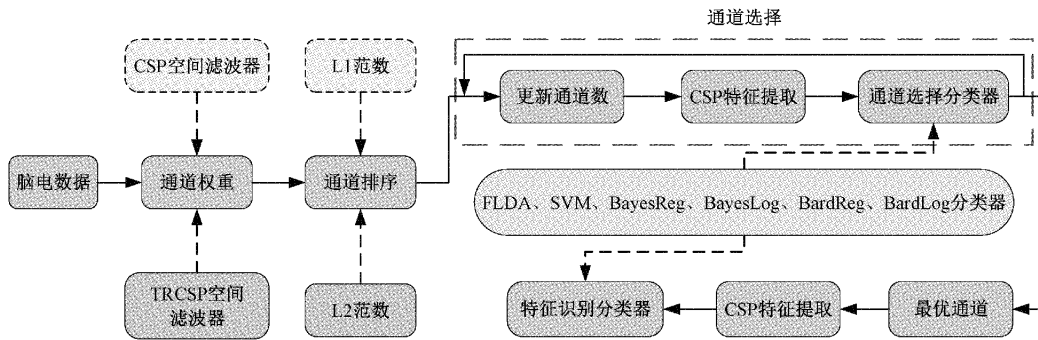 通道选择
CSP空间滤波器
L1范数
更新通道数
CSP特征提取
通道选择分类器
脑电数据
通道权重
通道排序
FLDA、SVM、BayesReg、BayesLog、BardReg、BardLog分类器
TRCSP空间
滤波器
L2范数
特征识别分类器
CSP特征提取
最优通道